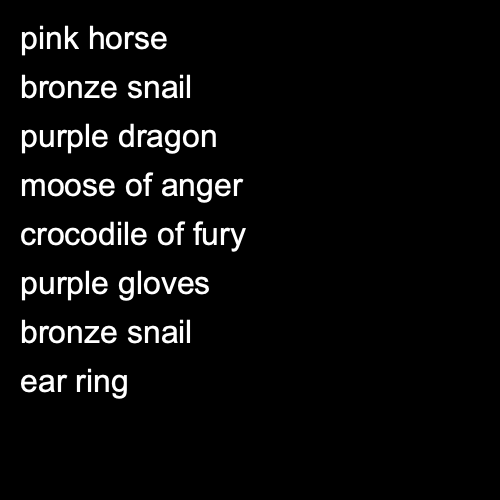 pink horse
bronze snail
purple dragon
moose of anger
crocodile of fury
purple gloves
bronze snail
ear ring